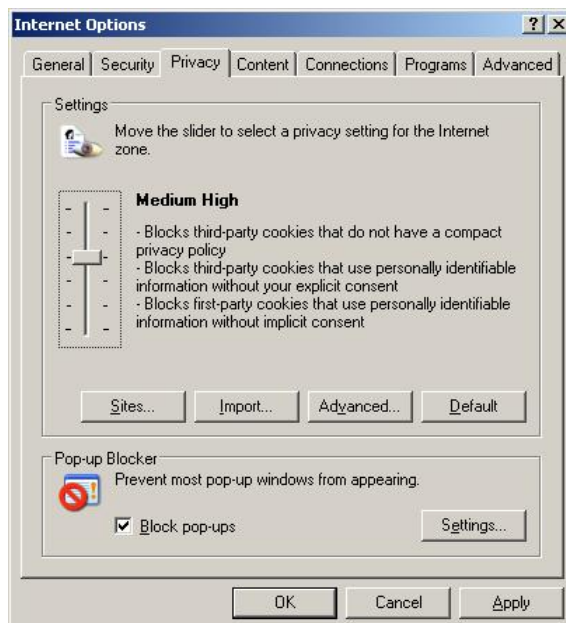 Internet Options
General Security Privacy Content Connections Programs Advanced
Settings
Move the slider to select a privacy setting for the Internet
zone.
Medium High
- Blocks third-party cookies that do not have a compact
privacy policy
- Blocks third-party cookies that use personally identifiable
information without your explicit consent
- Blocks first-party cookies that use personally identifiable
information without implicit consent
Sites... Import... Advanced... Default
Pop-up Blocker
Prevent most pop-up windows from appearing.
Block pop-ups
Settings...
OK Cancel Apply